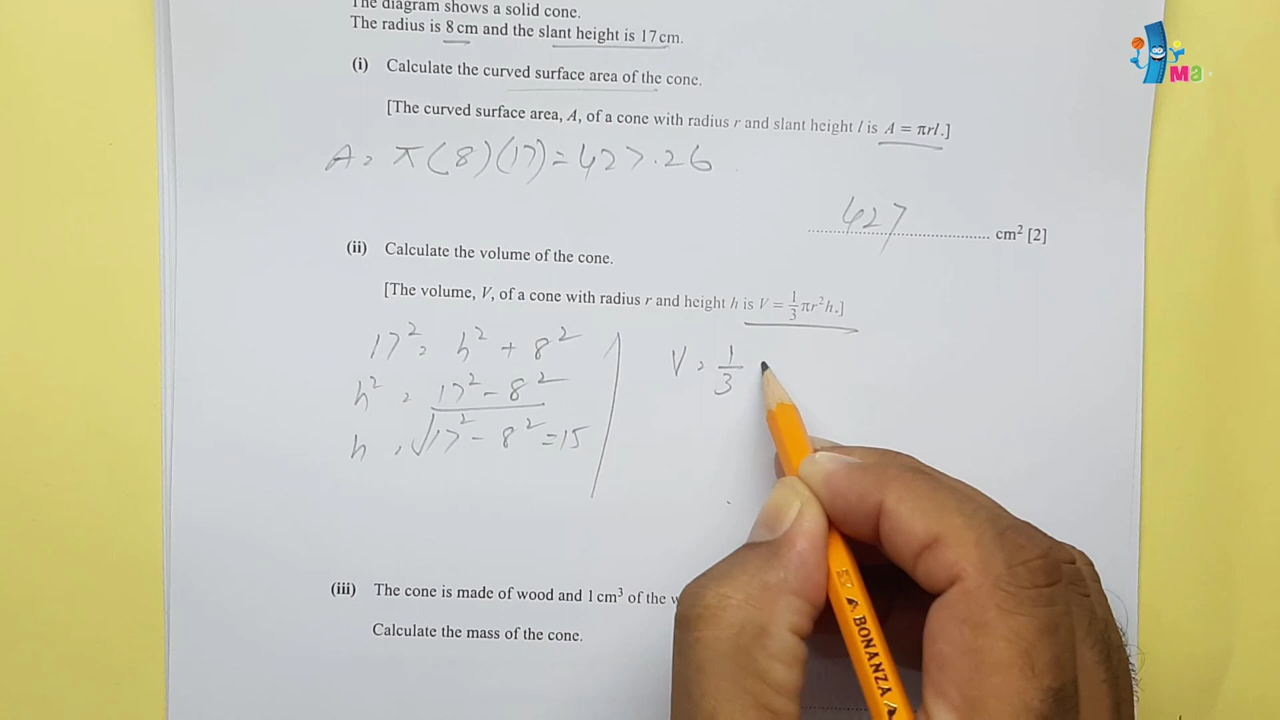 The diagram shows a solid cone.
The radius is 8 cm and the slant height is 17 cm.
(i) Calculate the curved surface area of the cone.
[The curved surface area, A, of a cone with radius r and slant height l is A = πrl.]
A = π(8)(17) = 427.26
427 cm² [2]
(ii) Calculate the volume of the cone.
[The volume, V, of a cone with radius r and height h is V = 1/3 πr²h.]
17² = h² + 8²
h² = 17² - 8²
h = √17² - 8² = 15
V = 1/3
(iii) The cone is made of wood and 1 cm³ of the
Calculate the mass of the cone.
BONANZA
Ma